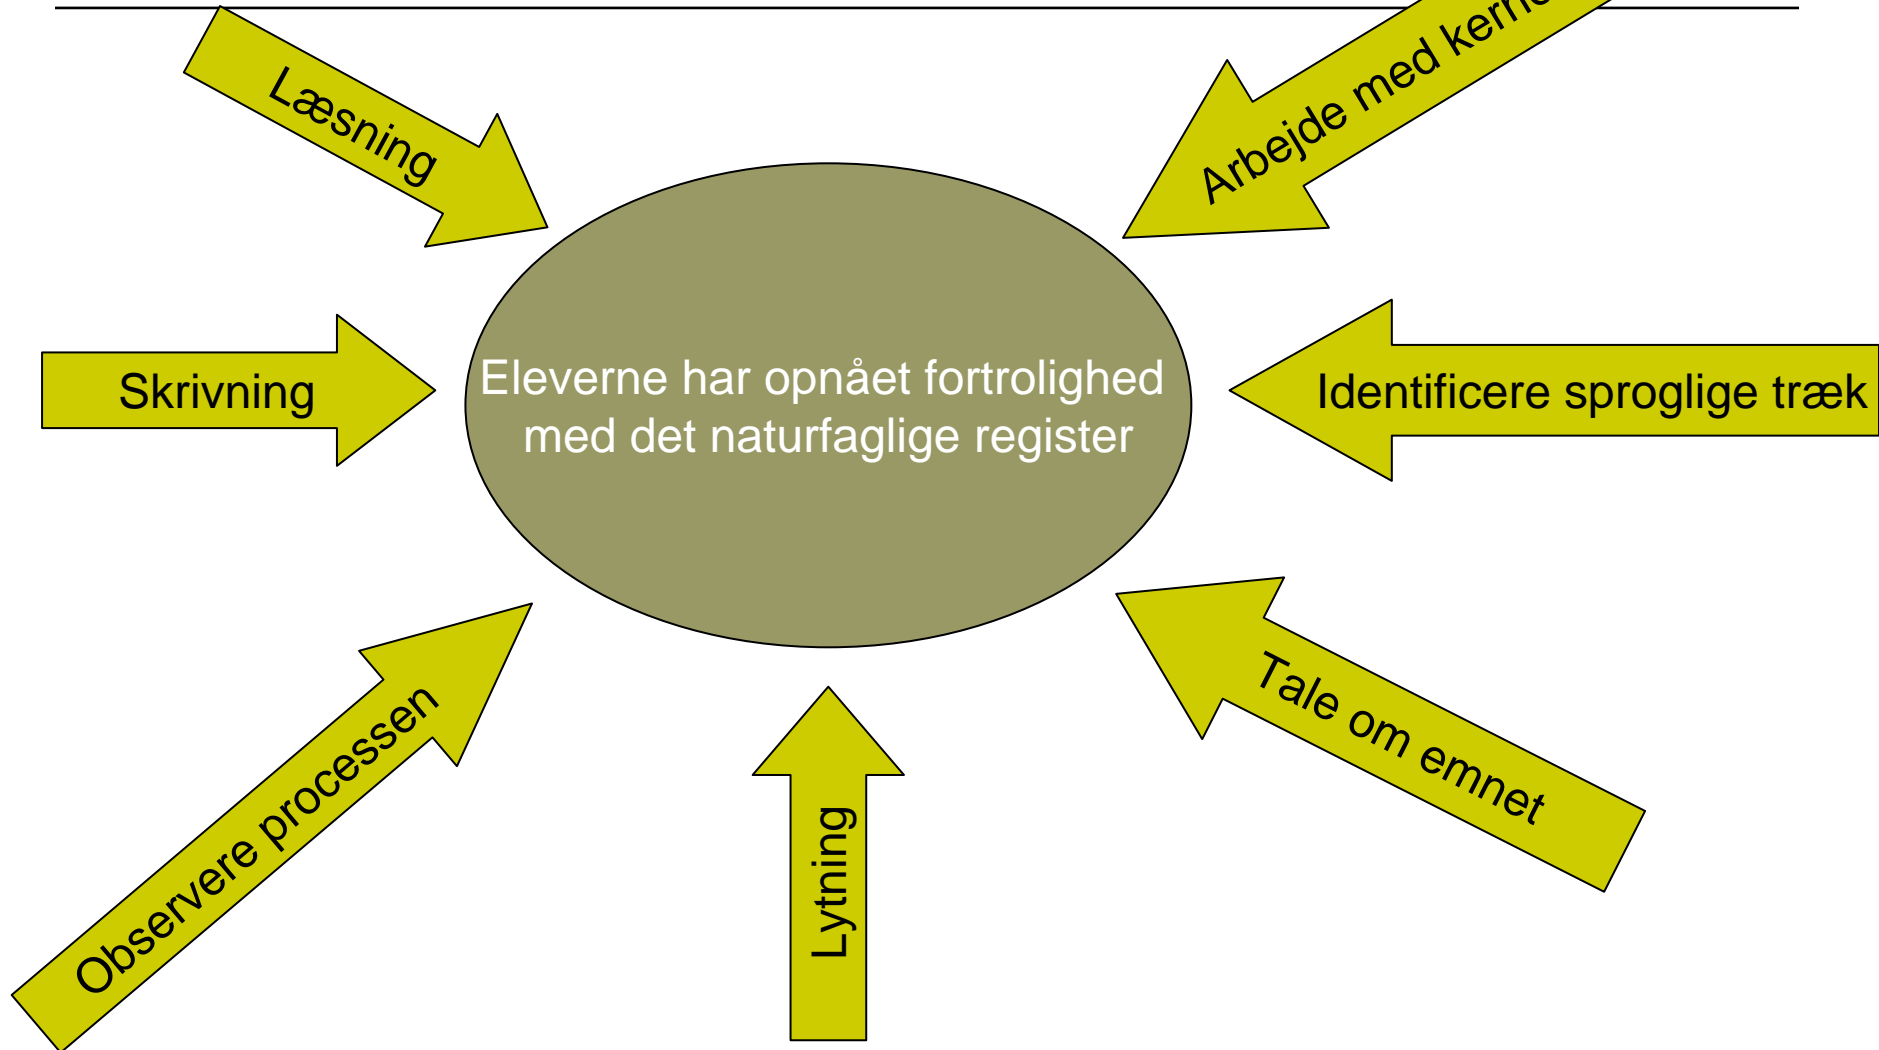 Læsning
Arbejde med
Skrivning
Eleverne har opnået fortrolighed
med det naturfaglige register
Identificere sproglige træk
Observere processen
Lytning
Tale om emnet